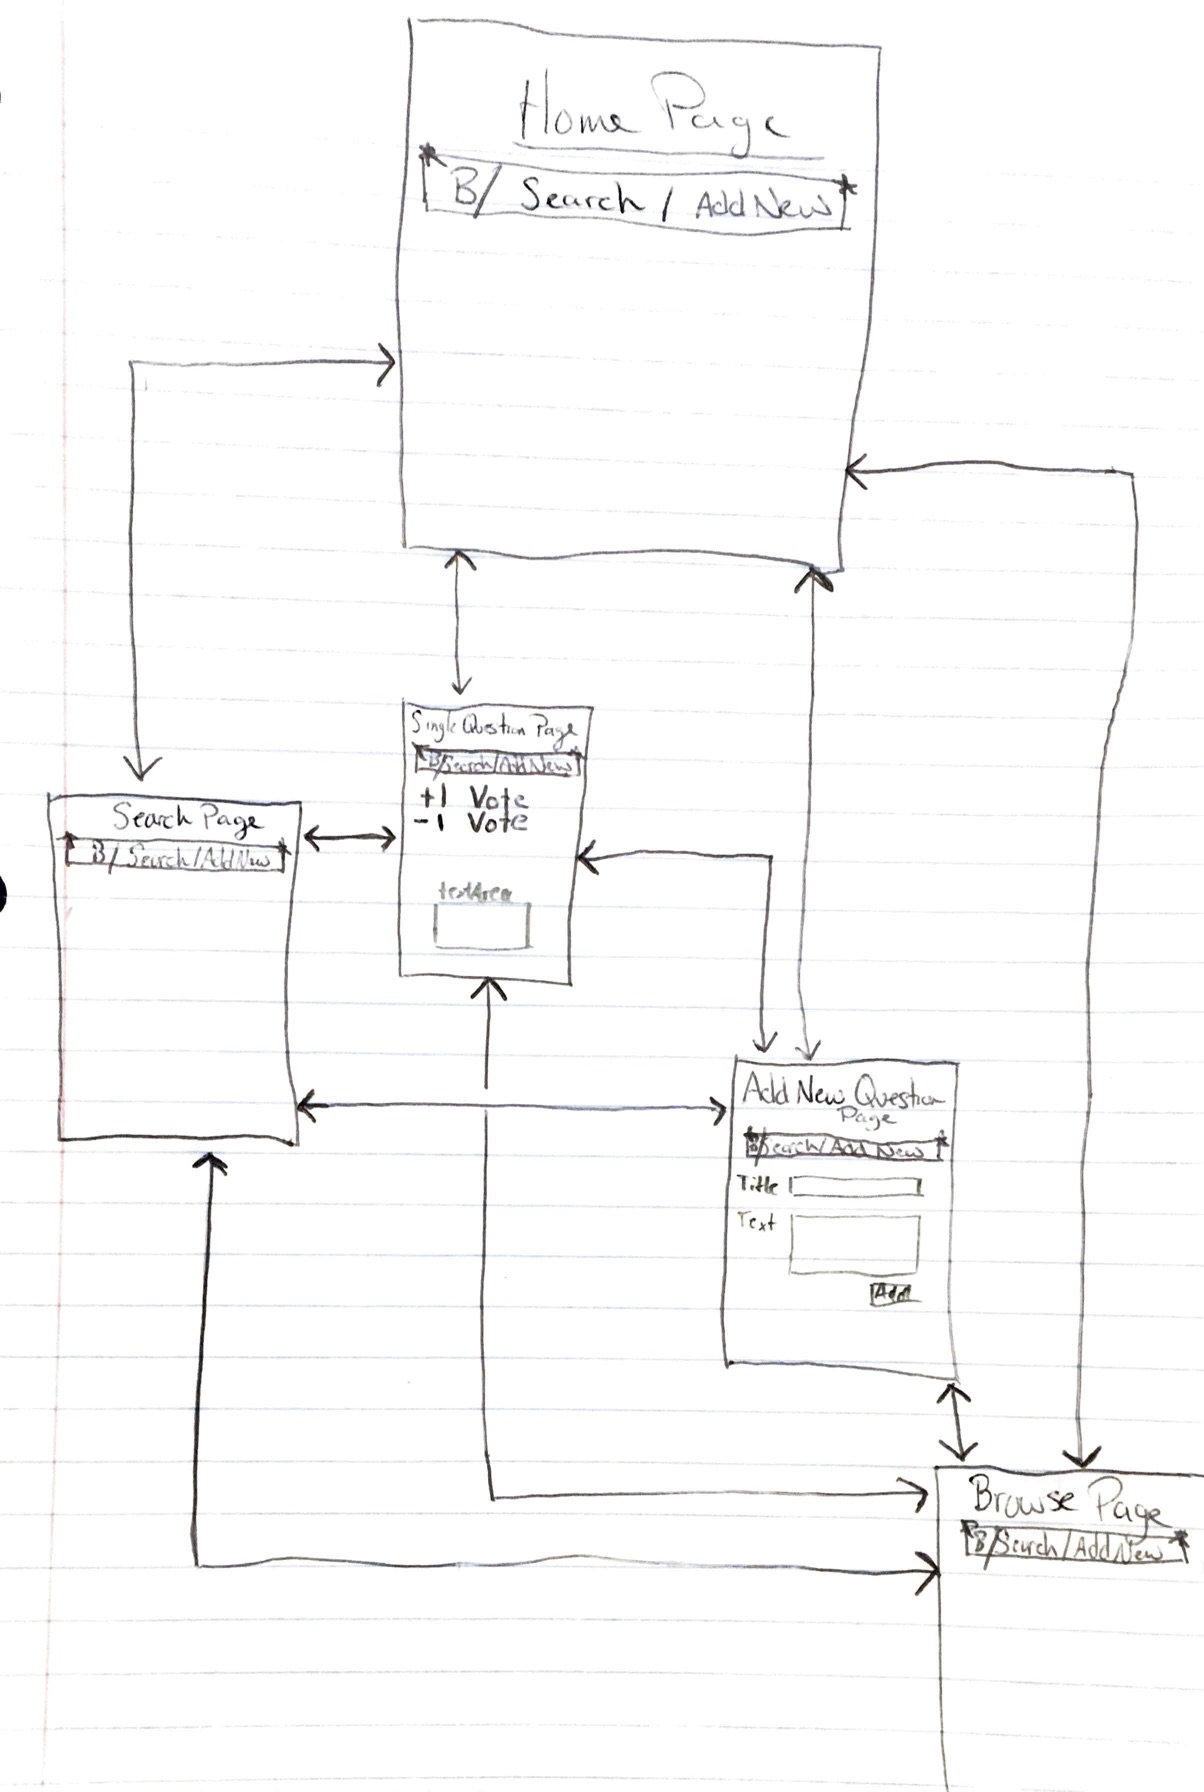 Home Page
B/ Search / Add New
Single Question Page
B/Search/Add New
+1 Vote
-1 Vote
textArea
Search Page
B/ Search/Add New
Add New Question
Page
B/Search/Add New
Title
Text
Add
Browse Page
B/Search/Add New